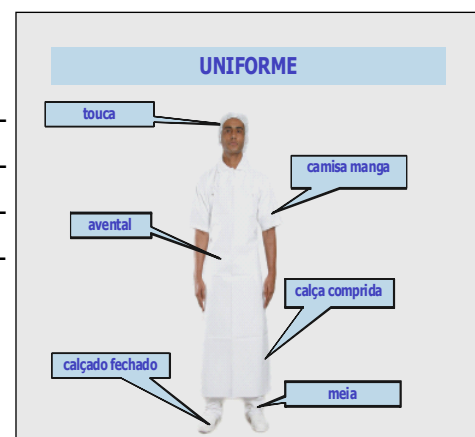 UNIFORME
touca
camisa manga
avental
calça comprida
calçado fechado
meia